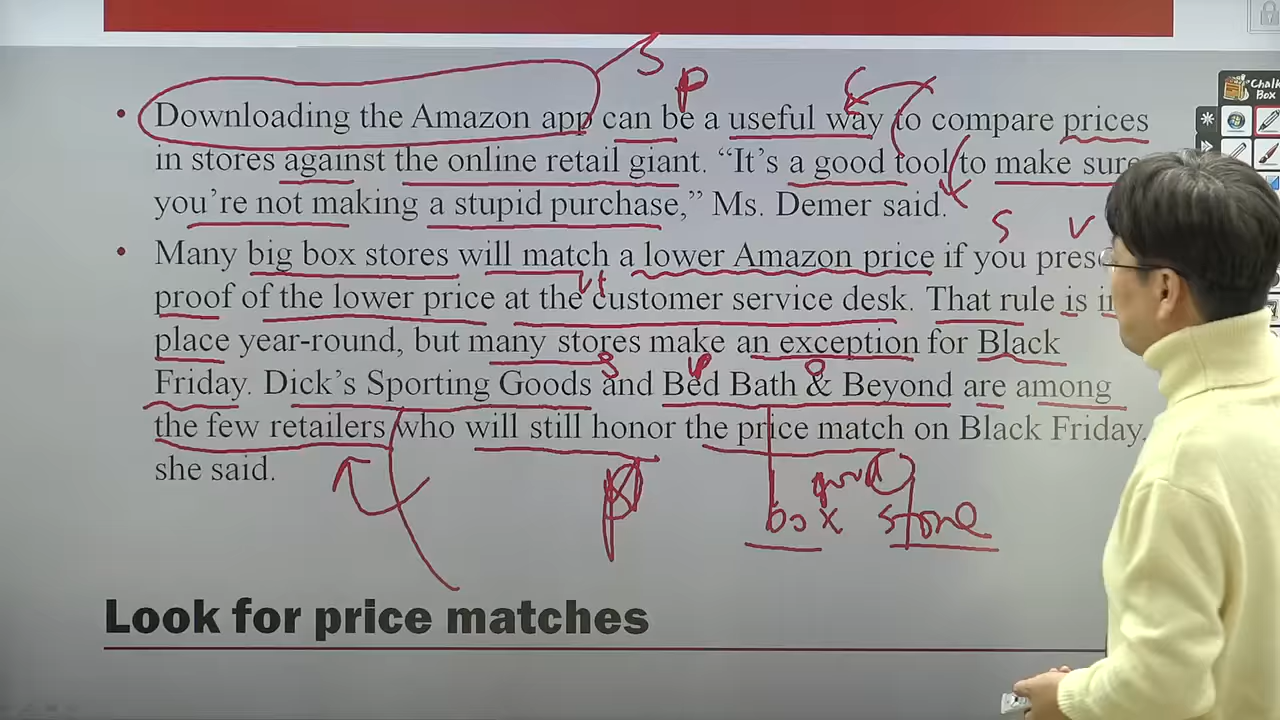 Chalk
Box
S
P
• Downloading the Amazon app can be a useful way to compare prices
in stores against the online retail giant. “It’s a good tool to make sure
you’re not making a stupid purchase,” Ms. Demer said.
S V
• Many big box stores will match a lower Amazon price if you prese
vt
proof of the lower price at the customer service desk. That rule is in
place year-round, but many stores make an exception for Black
Friday. Dick’s Sporting Goods and Bed Bath & Beyond are among
the few retailers who will still honor the price match on Black Friday.
she said.
box store
Look for price matches